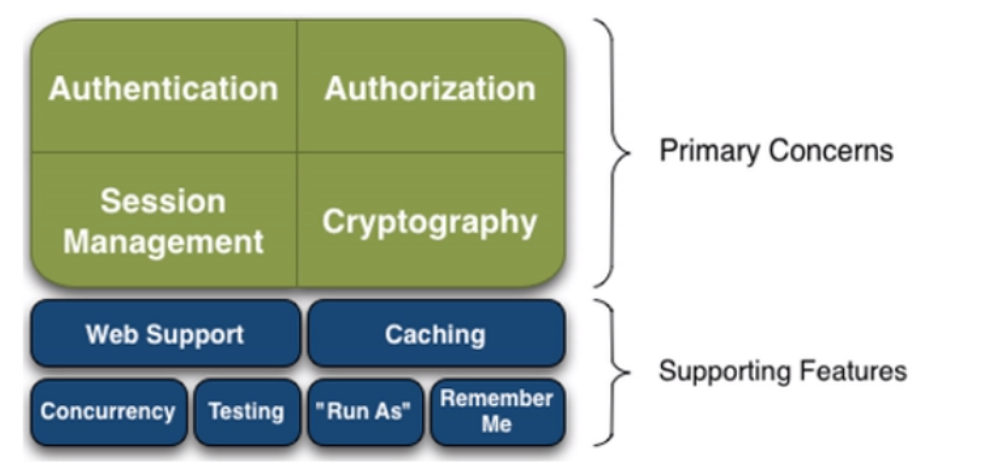 Authentication
Authorization
Session
Management
Cryptography
Primary Concerns
Web Support
Caching
Concurrency
Testing
"Run As"
Remember
Me
Supporting Features